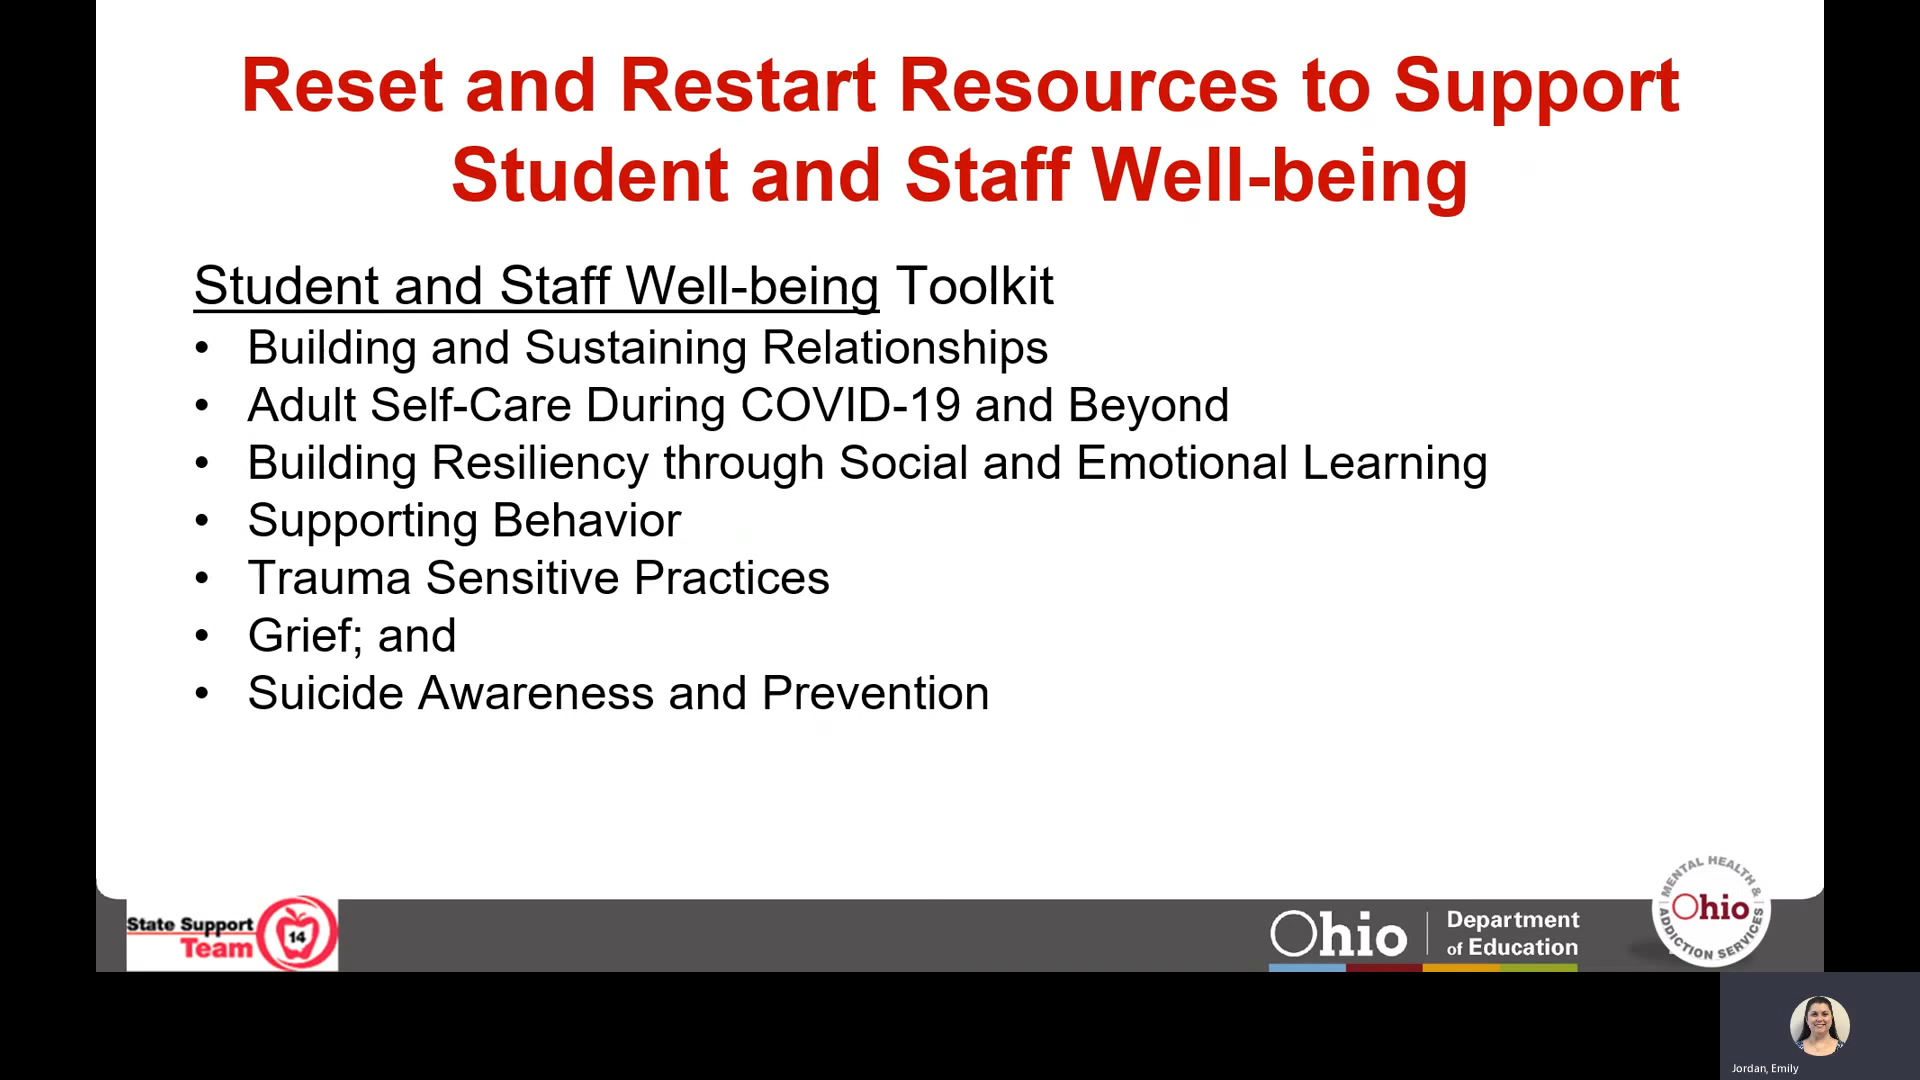 Reset and Restart Resources to Support
Student and Staff Well-being
Student and Staff Well-being Toolkit
• Building and Sustaining Relationships
• Adult Self-Care During COVID-19 and Beyond
• Building Resiliency through Social and Emotional Learning
• Supporting Behavior
• Trauma Sensitive Practices
• Grief; and
• Suicide Awareness and Prevention
State Support
Team
14
Ohio
Department
of Education
MENTAL HEALTH &
Ohio
ADDICTION SERVICES
Jordan, Emily